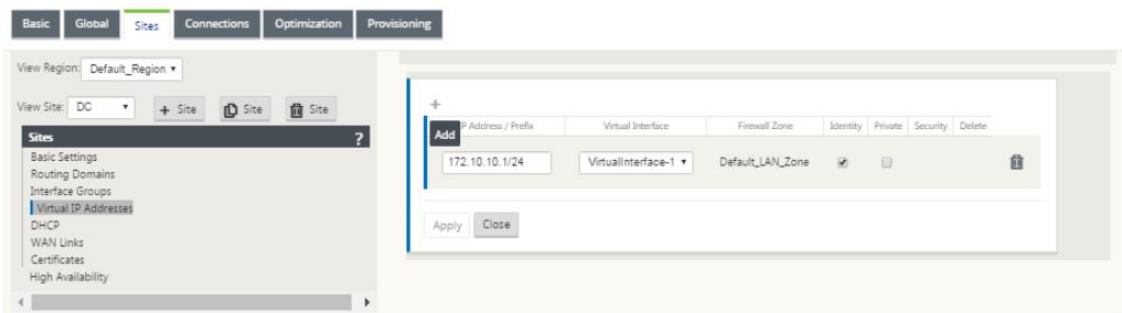 Basic Global Sites Connections Optimization Provisioning
View Region: Default_Region
View Site: DC + Site Site Site
Sites ?
Basic Settings
Routing Domains
Interface Groups
Virtual IP Addresses
DHCP
WAN Links
Certificates
High Availability
+
Add
P Address / Prefix Virtual Interface Firewall Zone Identity Private Security Delete
172.10.10.1/24 VirtualInterface-1 Default_LAN_Zone
Apply Close